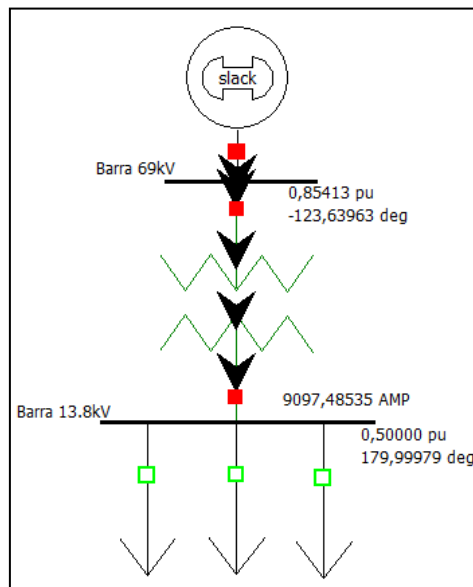 slack
Barra 69kV
0,85413 pu
-123,63963 deg
9097,48535 AMP
Barra 13.8kV
0,50000 pu
179,99979 deg